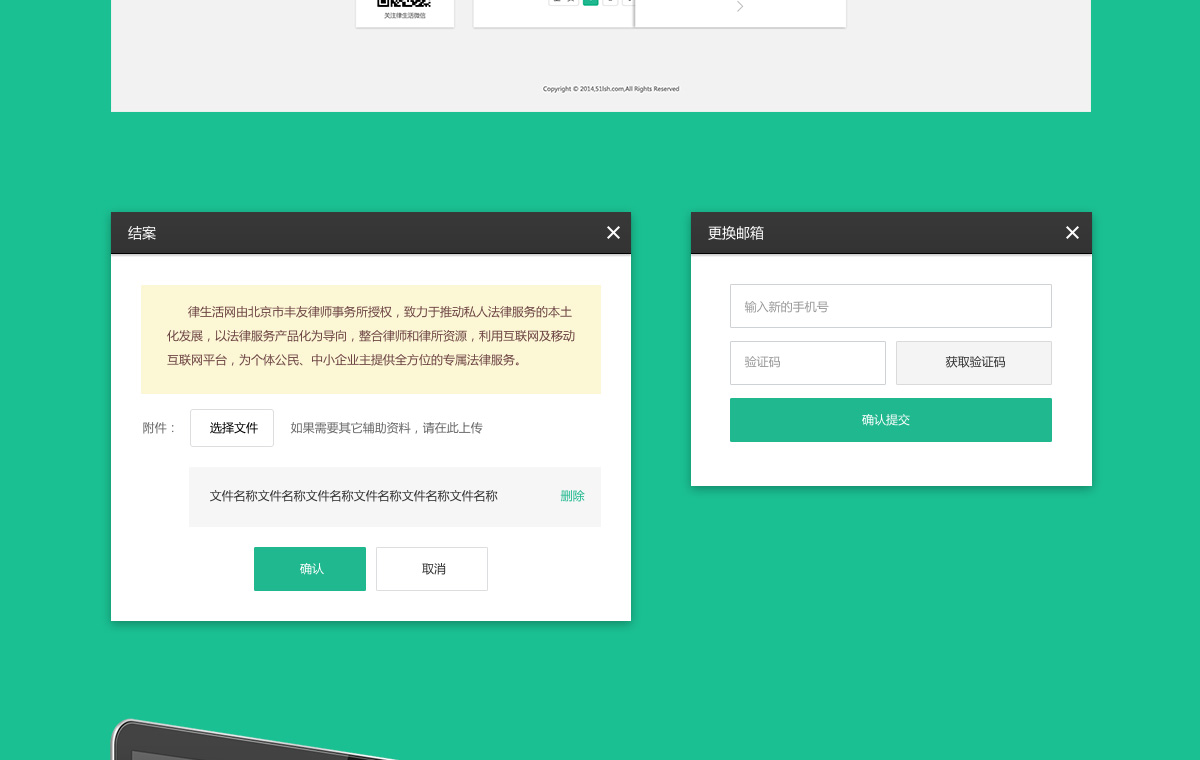 关注律生活微信
Copyright © 2014,51lsh.com,All Rights Reserved
结案
律生活网由北京市丰友律师事务所授权，致力于推动私人法律服务的本土
化发展，以法律服务产品化为导向，整合律师和律所资源，利用互联网及移动
互联网平台，为个体公民、中小企业主提供全方位的专属法律服务。
附件： 选择文件 如果需要其它辅助资料，请在此上传
文件名称文件名称文件名称文件名称文件名称文件名称 删除
确认 取消
更换邮箱
输入新的手机号
验证码 获取验证码
确认提交